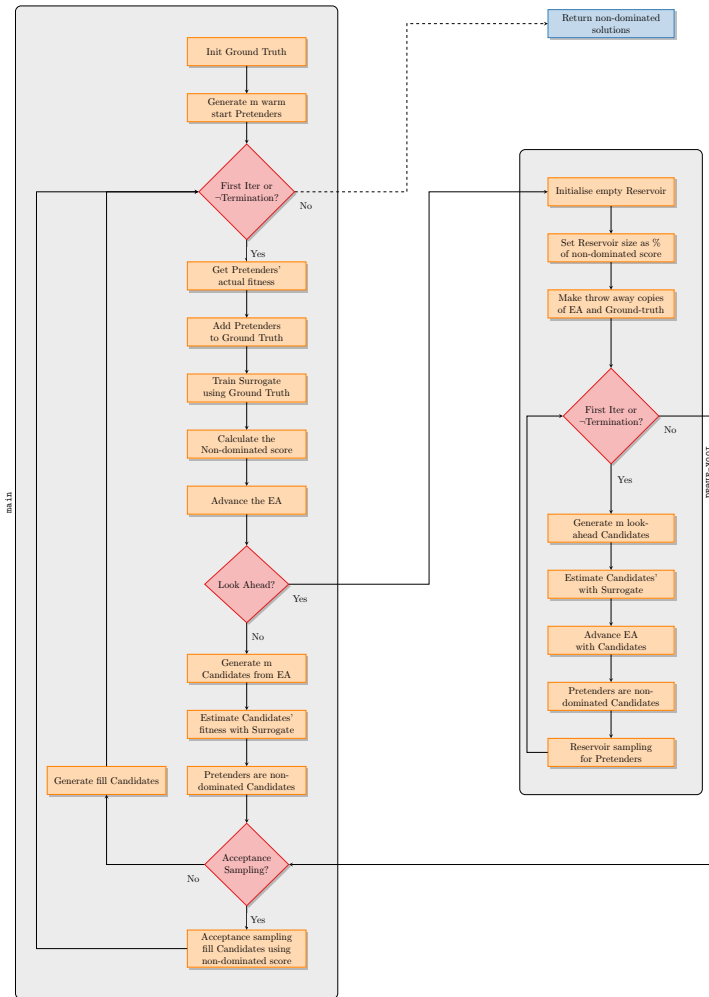 Return non-dominated
solutions
Init Ground Truth
Generate m warm
start Pretenders
First Iter or
¬Termination?
No
Yes
Get Pretenders'
actual fitness
Add Pretenders
to Ground Truth
Train Surrogate
using Ground Truth
Calculate the
Non-dominated score
Advance the EA
Look Ahead?
Yes
No
Generate m
Candidates from EA
Estimate Candidates'
fitness with Surrogate
Pretenders are non-
dominated Candidates
Generate fill Candidates
Acceptance
Sampling?
No
Yes
Acceptance sampling
fill Candidates using
non-dominated score
main
Initialise empty Reservoir
Set Reservoir size as %
of non-dominated score
Make throw away copies
of EA and Ground-truth
First Iter or
¬Termination?
No
Yes
Generate m look-
ahead Candidates
Estimate Candidates'
with Surrogate
Advance EA
with Candidates
Pretenders are non-
dominated Candidates
Reservoir sampling
for Pretenders